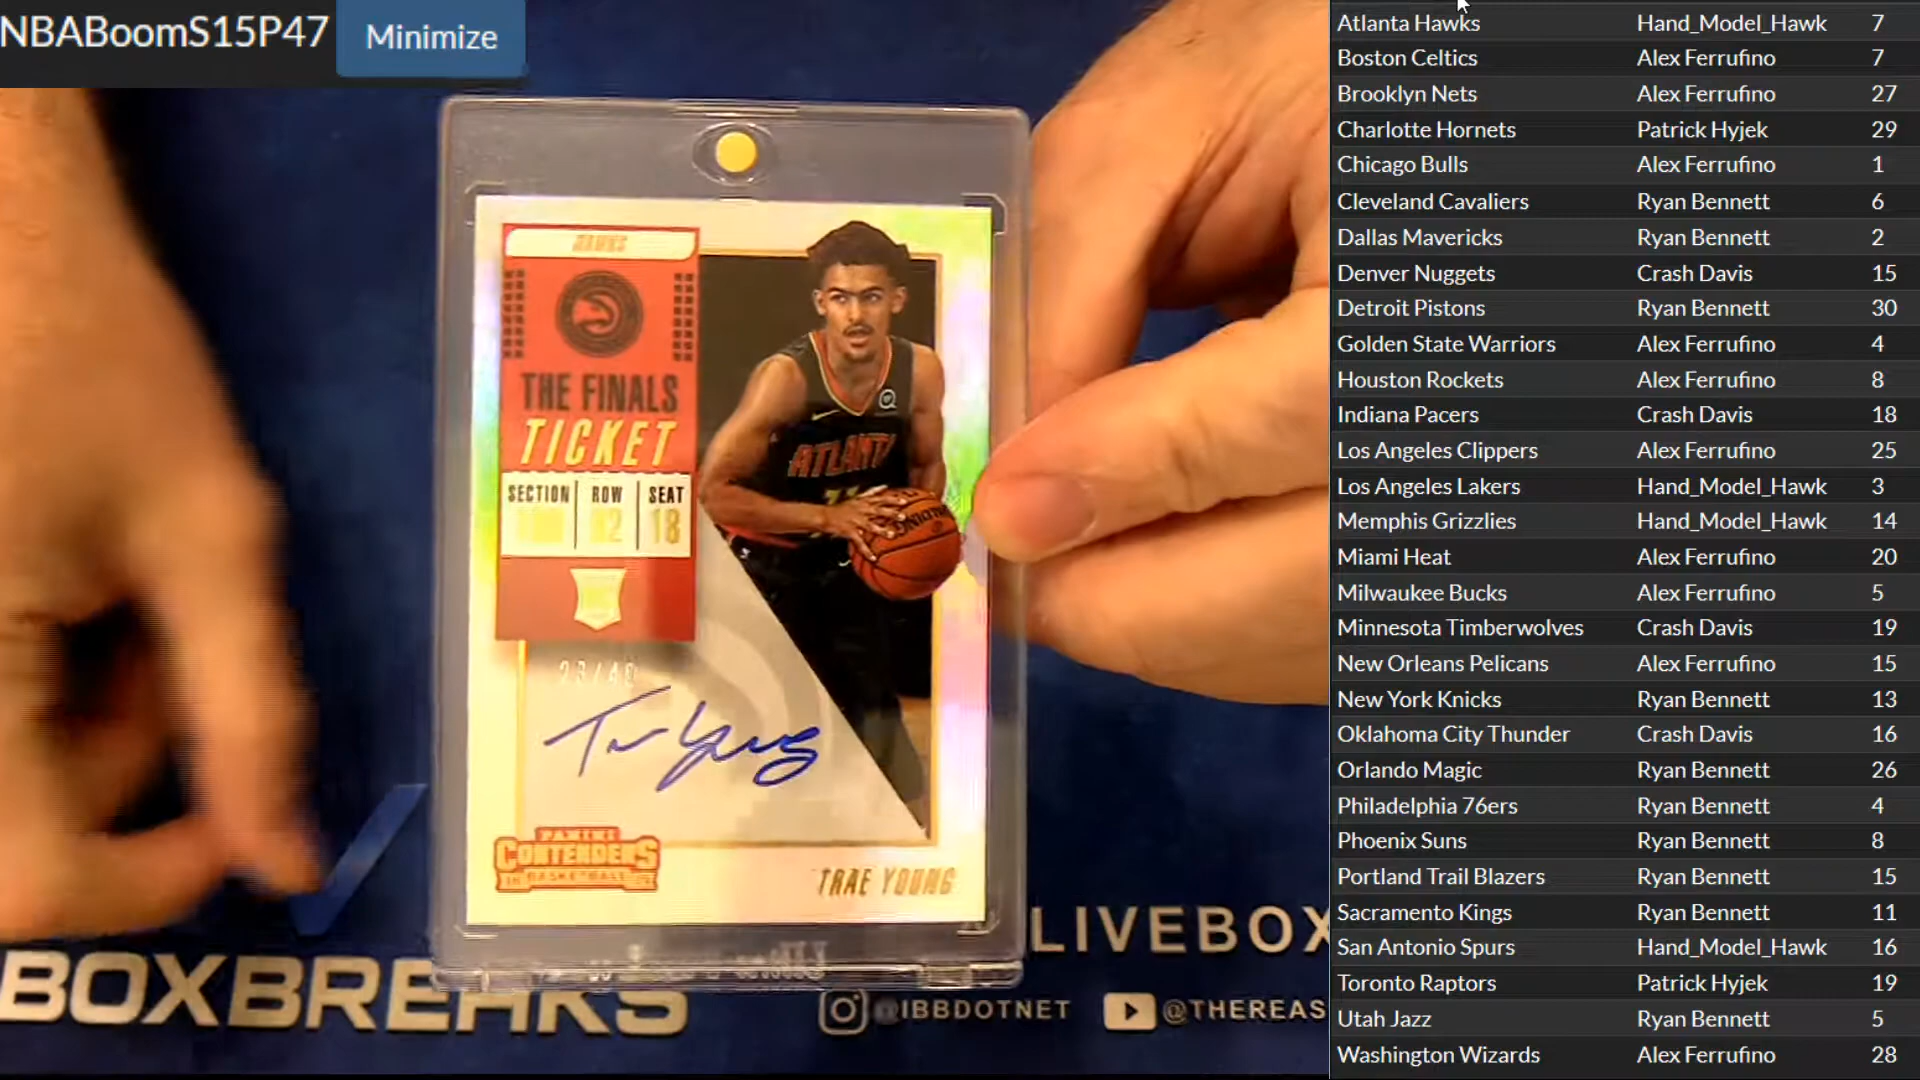 NBABoomS15P47 Minimize
HAWKS
THE FINALS
TICKET
SECTION ROW SEAT
18
TRAE YOUNG
PANINI
CONTENDERS
BASKETBALL
ATLANTA
BOXBREAKS
LIVEBOX
@IBBDOTNET @THEREAS
Atlanta Hawks Hand_Model_Hawk 7
Boston Celtics Alex Ferrufino 7
Brooklyn Nets Alex Ferrufino 27
Charlotte Hornets Patrick Hyjek 29
Chicago Bulls Alex Ferrufino 1
Cleveland Cavaliers Ryan Bennett 6
Dallas Mavericks Ryan Bennett 2
Denver Nuggets Crash Davis 15
Detroit Pistons Ryan Bennett 30
Golden State Warriors Alex Ferrufino 4
Houston Rockets Alex Ferrufino 8
Indiana Pacers Crash Davis 18
Los Angeles Clippers Alex Ferrufino 25
Los Angeles Lakers Hand_Model_Hawk 3
Memphis Grizzlies Hand_Model_Hawk 14
Miami Heat Alex Ferrufino 20
Milwaukee Bucks Alex Ferrufino 5
Minnesota Timberwolves Crash Davis 19
New Orleans Pelicans Alex Ferrufino 15
New York Knicks Ryan Bennett 13
Oklahoma City Thunder Crash Davis 16
Orlando Magic Ryan Bennett 26
Philadelphia 76ers Ryan Bennett 4
Phoenix Suns Ryan Bennett 8
Portland Trail Blazers Ryan Bennett 15
Sacramento Kings Ryan Bennett 11
San Antonio Spurs Hand_Model_Hawk 16
Toronto Raptors Patrick Hyjek 19
Utah Jazz Ryan Bennett 5
Washington Wizards Alex Ferrufino 28